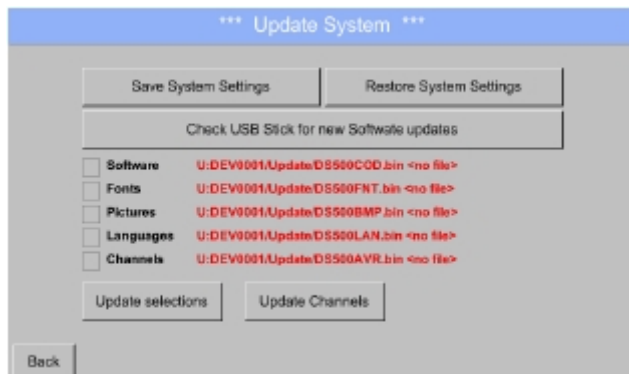 *** Update System ***
Save System Settings Restore System Settings
Check USB Stick for new Softwate updates
Software U:DEV0001/Update/DS500COD.bin <no file>
Fonts U:DEV0001/Update/DS500FNT.bin <no file>
Pictures U:DEV0001/Update/DS500BMP.bin <no file>
Languages U:DEV0001/Update/DS500LAN.bin <no file>
Channels U:DEV0001/Update/DS500AVR.bin <no file>
Update selections Update Channels
Back